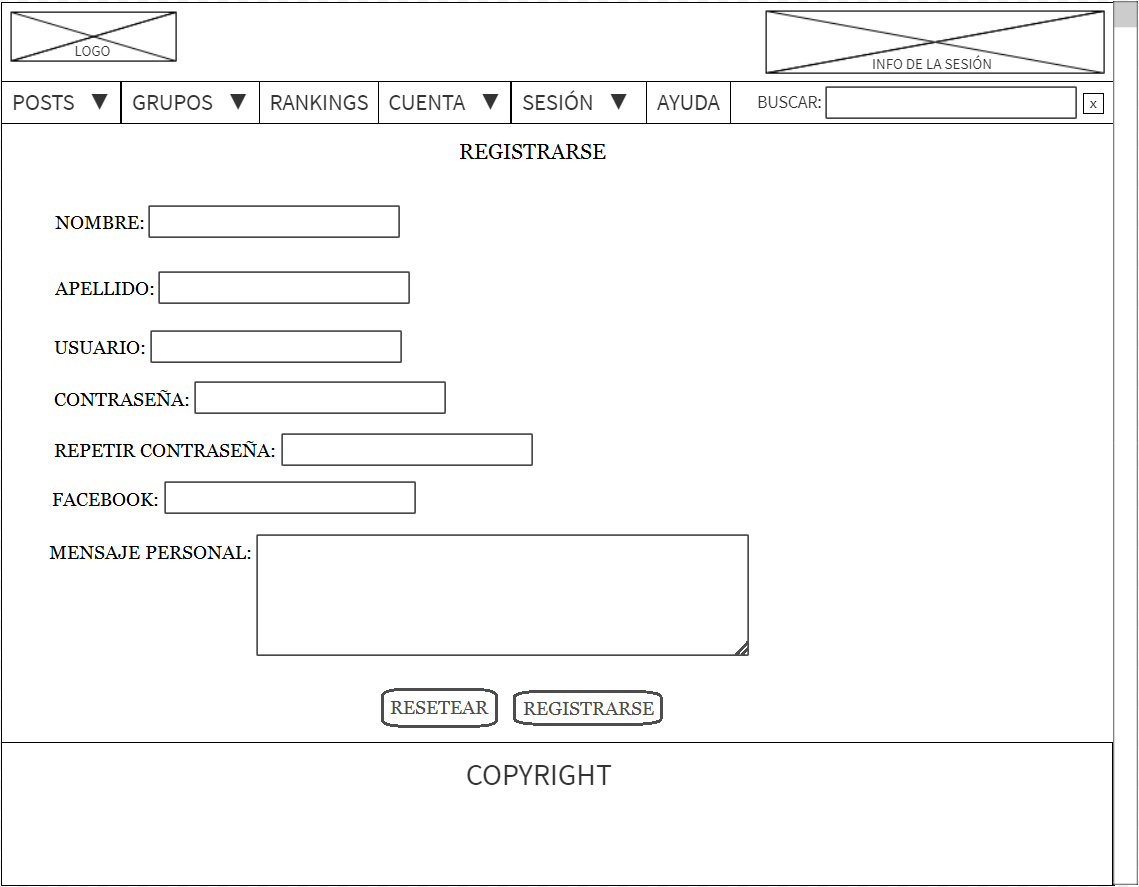 LOGO
INFO DE LA SESIÓN
POSTS ▼ GRUPOS ▼ RANKINGS CUENTA ▼ SESIÓN ▼ AYUDA BUSCAR: x
REGISTRARSE
NOMBRE:
APELLIDO:
USUARIO:
CONTRASEÑA:
REPETIR CONTRASEÑA:
FACEBOOK:
MENSAJE PERSONAL:
RESETEAR REGISTRARSE
COPYRIGHT